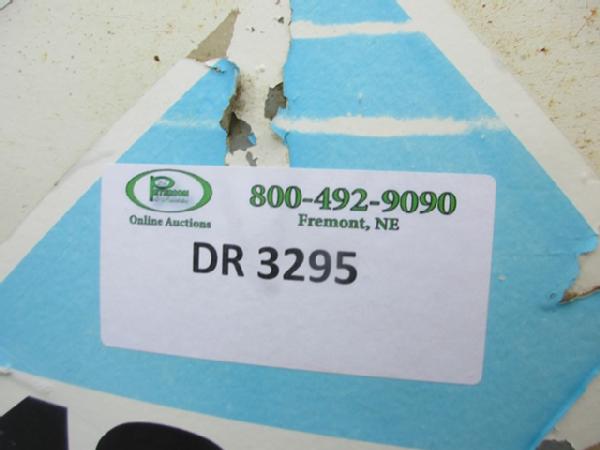 800-492-9090
Online Auctions
Fremont, NE
DR 3295